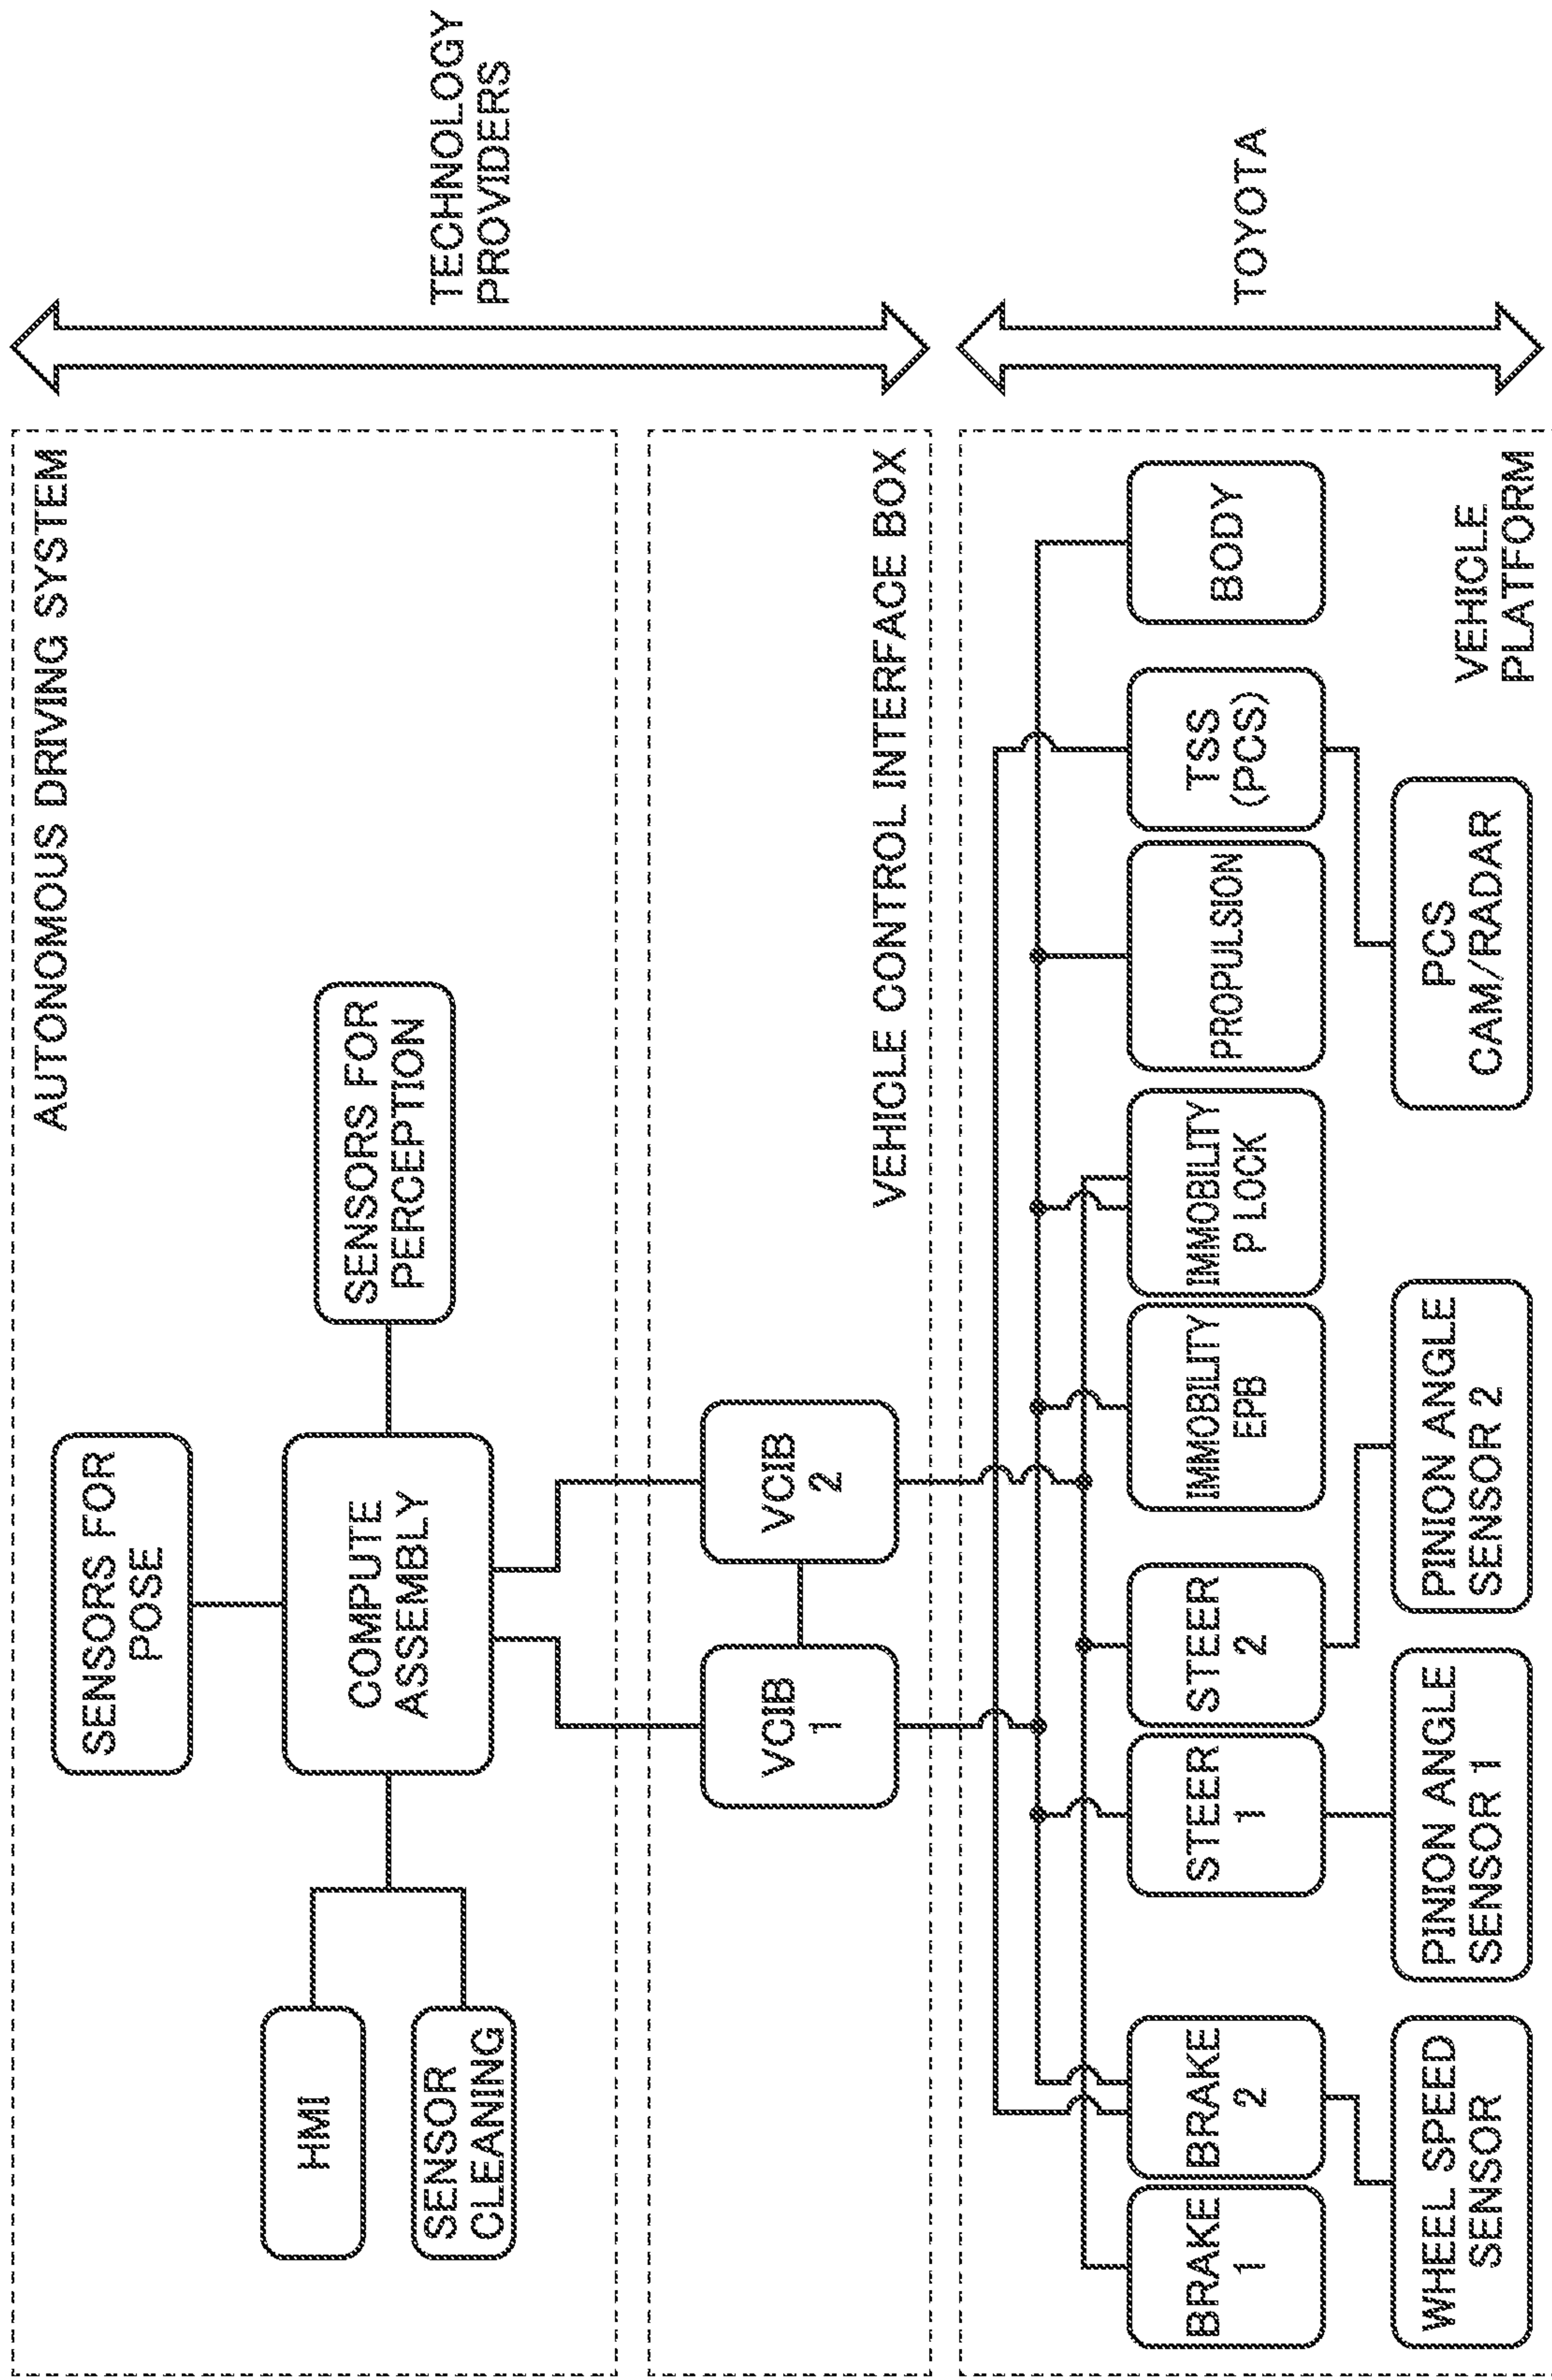 AUTONOMOUS DRIVING SYSTEM
SENSORS FOR
POSE
HMI
SENSOR
CLEANING
COMPUTE
ASSEMBLY
SENSORS FOR
PERCEPTION
TECHNOLOGY
PROVIDERS
VCIB
1
VCIB
2
VEHICLE CONTROL INTERFACE BOX
BRAKE
1
BRAKE
2
STEER
1
STEER
2
IMMOBILITY
EPB
IMMOBILITY
P LOCK
PROPULSION
TSS
(PCS)
BODY
TOYOTA
WHEEL SPEED
SENSOR
PINION ANGLE
SENSOR 1
PINION ANGLE
SENSOR 2
PCS
CAM/RADAR
VEHICLE
PLATFORM